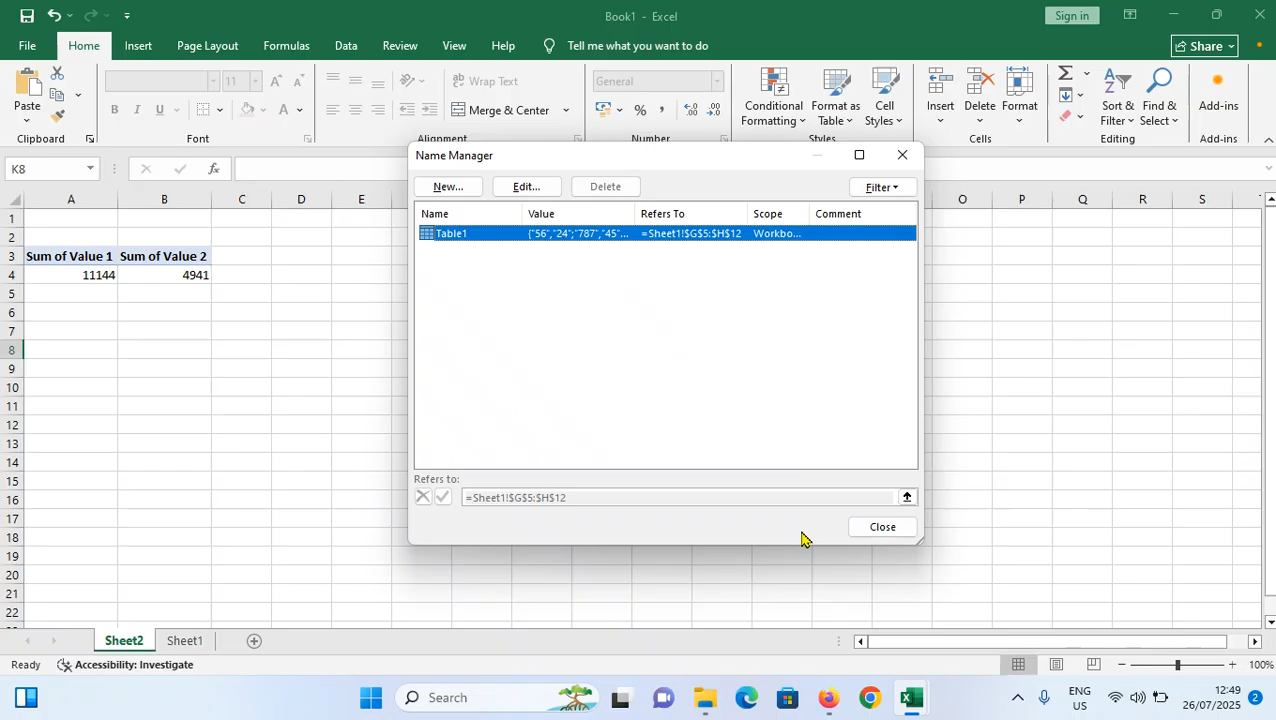 Book1 - Excel
Sign in
File Home Insert Page Layout Formulas Data Review View Help Tell me what you want to do Share
Paste
Clipboard
11
B I U A
Font
Wrap Text
Merge & Center
Alignment
General
%
Number
Conditional Formatting
Format as Table
Cell Styles
Styles
Insert
Delete
Format
Cells
Sort & Filter
Find & Select
Editing
Add-ins
Add-ins
K8
fx
A B C D E O P Q R S
1
2
3 Sum of Value 1 Sum of Value 2
4 11144 4941
5
6
7
8
9
10
11
12
13
14
15
16
17
18
19
20
21
22
Name Manager
New... Edit... Delete Filter
Name Value Refers To Scope Comment
Table1 {"56","24";"787","45"... =Sheet1!$G$5:$H$12 Workbo...
Refers to:
=Sheet1!$G$5:$H$12
Close
Sheet2 Sheet1
Ready Accessibility: Investigate 100%
Search
ENG
US
12:49
26/07/2025
2